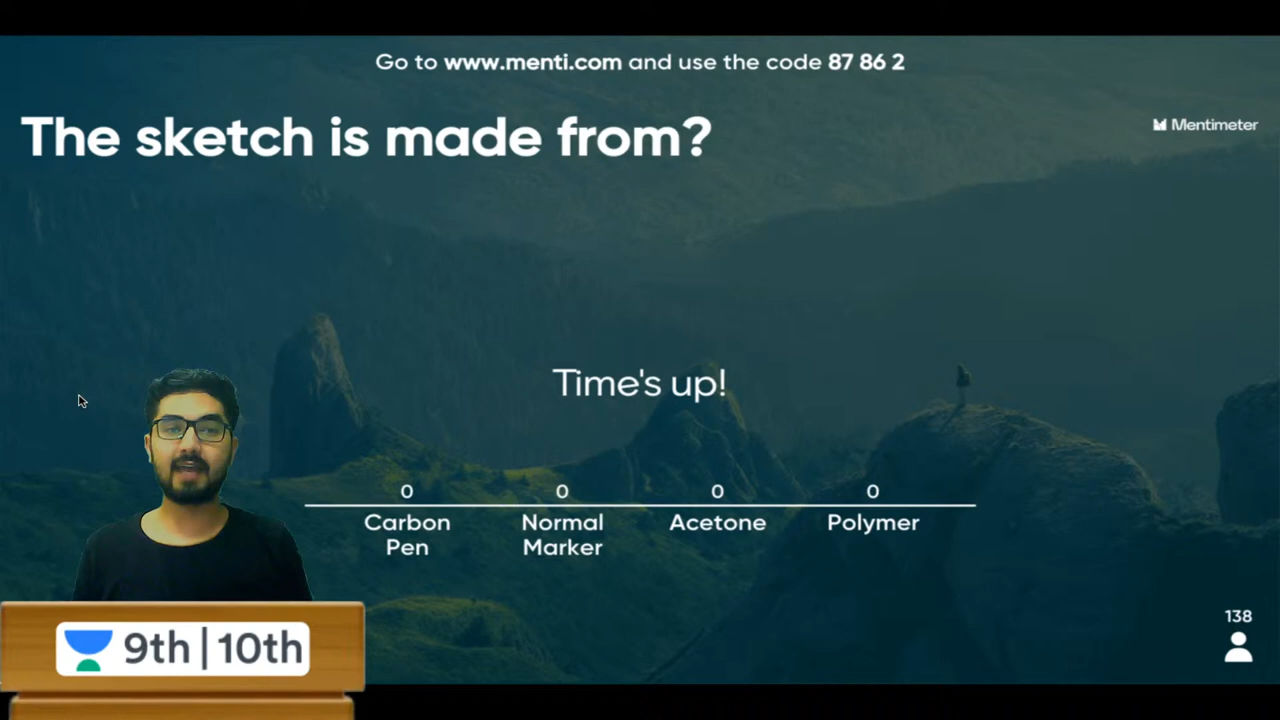 Go to www.menti.com and use the code 87 86 2
The sketch is made from?
Mentimeter
Time's up!
0 0 0 0
Carbon Pen
Normal Marker
Acetone
Polymer
138
9th | 10th